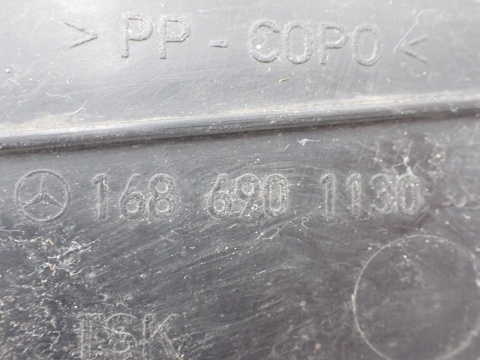 > PP - COPO <
168 690 1130
TSK